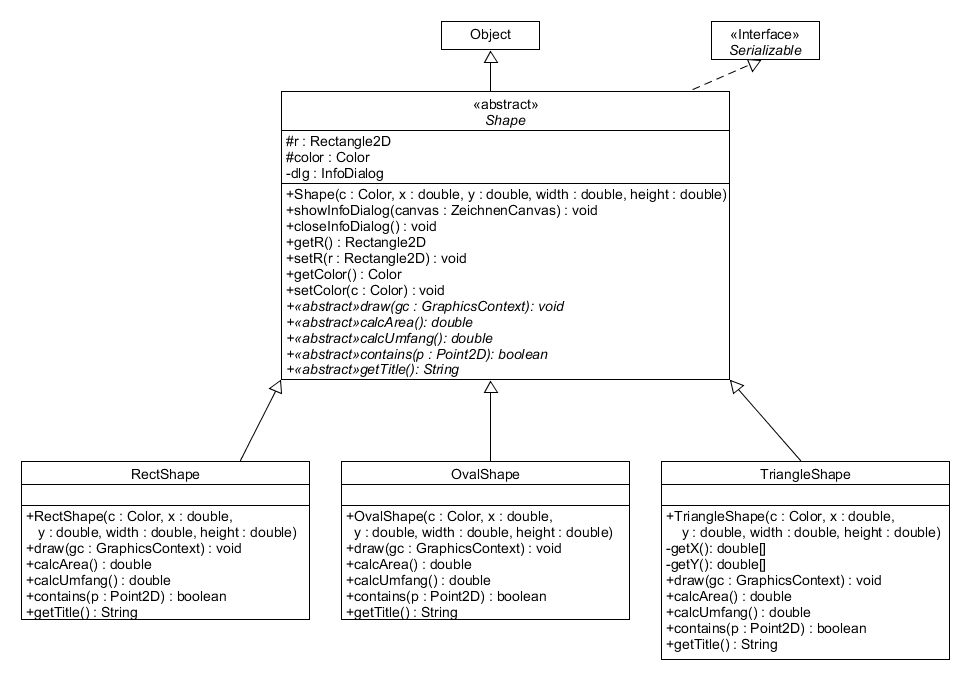 Object
«Interface»
Serializable
«abstract»
Shape
#r : Rectangle2D
#color : Color
-dlg : InfoDialog
+Shape(c : Color, x : double, y : double, width : double, height : double)
+showInfoDialog(canvas : ZeichnenCanvas) : void
+closeInfoDialog() : void
+getR() : Rectangle2D
+setR(r : Rectangle2D) : void
+getColor() : Color
+setColor(c : Color) : void
+«abstract»draw(gc : GraphicsContext): void
+«abstract»calcArea(): double
+«abstract»calcUmfang(): double
+«abstract»contains(p : Point2D): boolean
+«abstract»getTitle(): String
RectShape
+RectShape(c : Color, x : double,
y : double, width : double, height : double)
+draw(gc : GraphicsContext) : void
+calcArea() : double
+calcUmfang() : double
+contains(p : Point2D) : boolean
+getTitle() : String
OvalShape
+OvalShape(c : Color, x : double,
y : double, width : double, height : double)
+draw(gc : GraphicsContext) : void
+calcArea() : double
+calcUmfang() : double
+contains(p : Point2D) : boolean
+getTitle() : String
TriangleShape
+TriangleShape(c : Color, x : double,
y : double, width : double, height : double)
-getX(): double[]
-getY(): double[]
+draw(gc : GraphicsContext) : void
+calcArea() : double
+calcUmfang() : double
+contains(p : Point2D) : boolean
+getTitle() : String